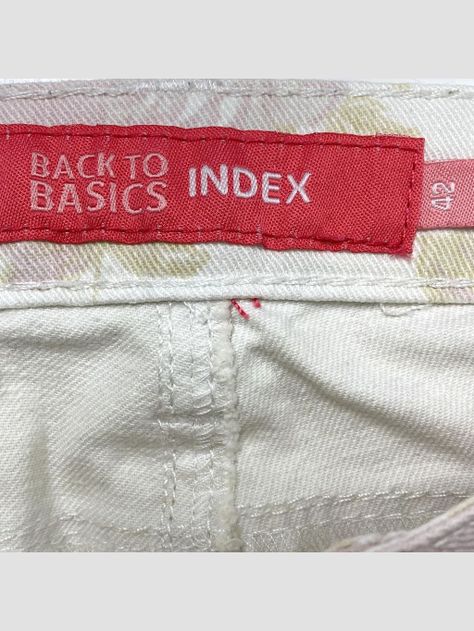 BACK TO
BASICS INDEX
42